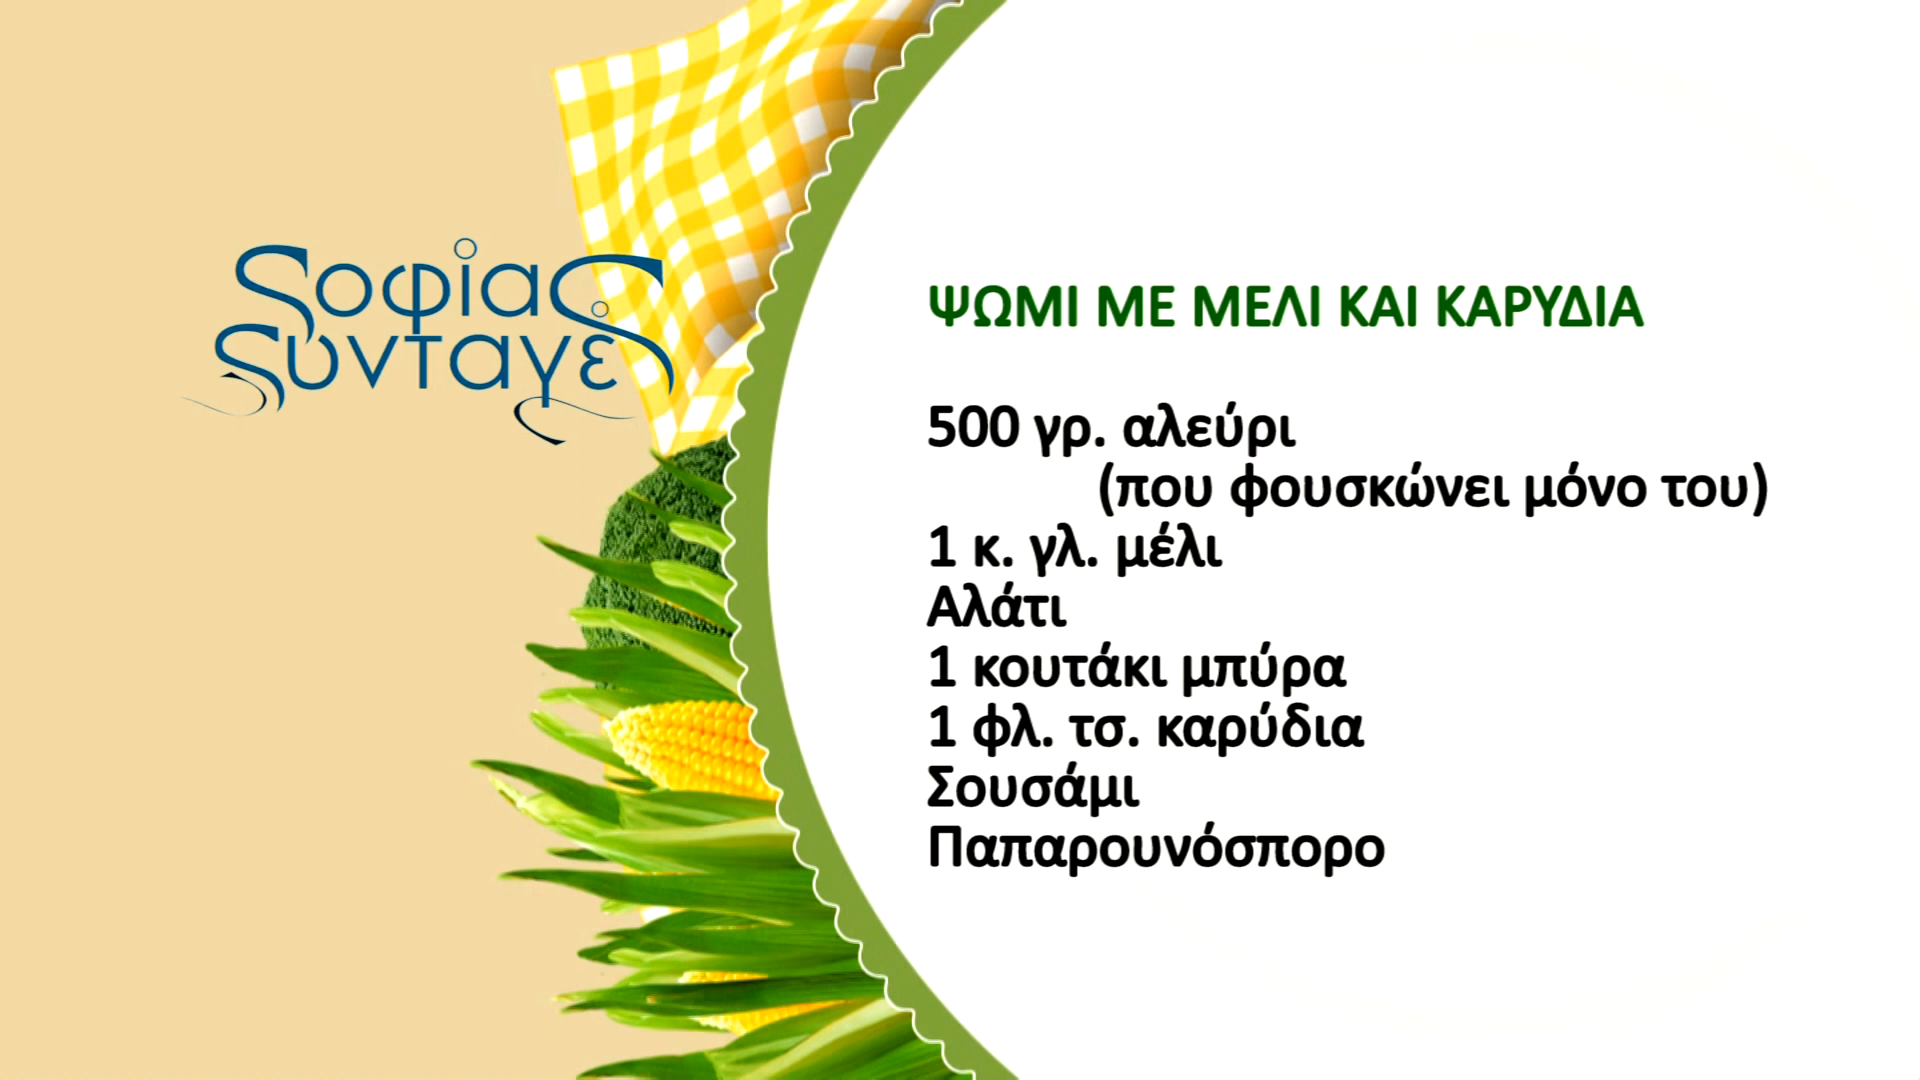 Σοφίας
Συνταγές
ΨΩΜΙ ΜΕ ΜΕΛΙ ΚΑΙ ΚΑΡΥΔΙΑ
500 γρ. αλεύρι
(που φουσκώνει μόνο του)
1 κ. γλ. μέλι
Αλάτι
1 κουτάκι μπύρα
1 φλ. τσ. καρύδια
Σουσάμι
Παπαρουνόσπορο